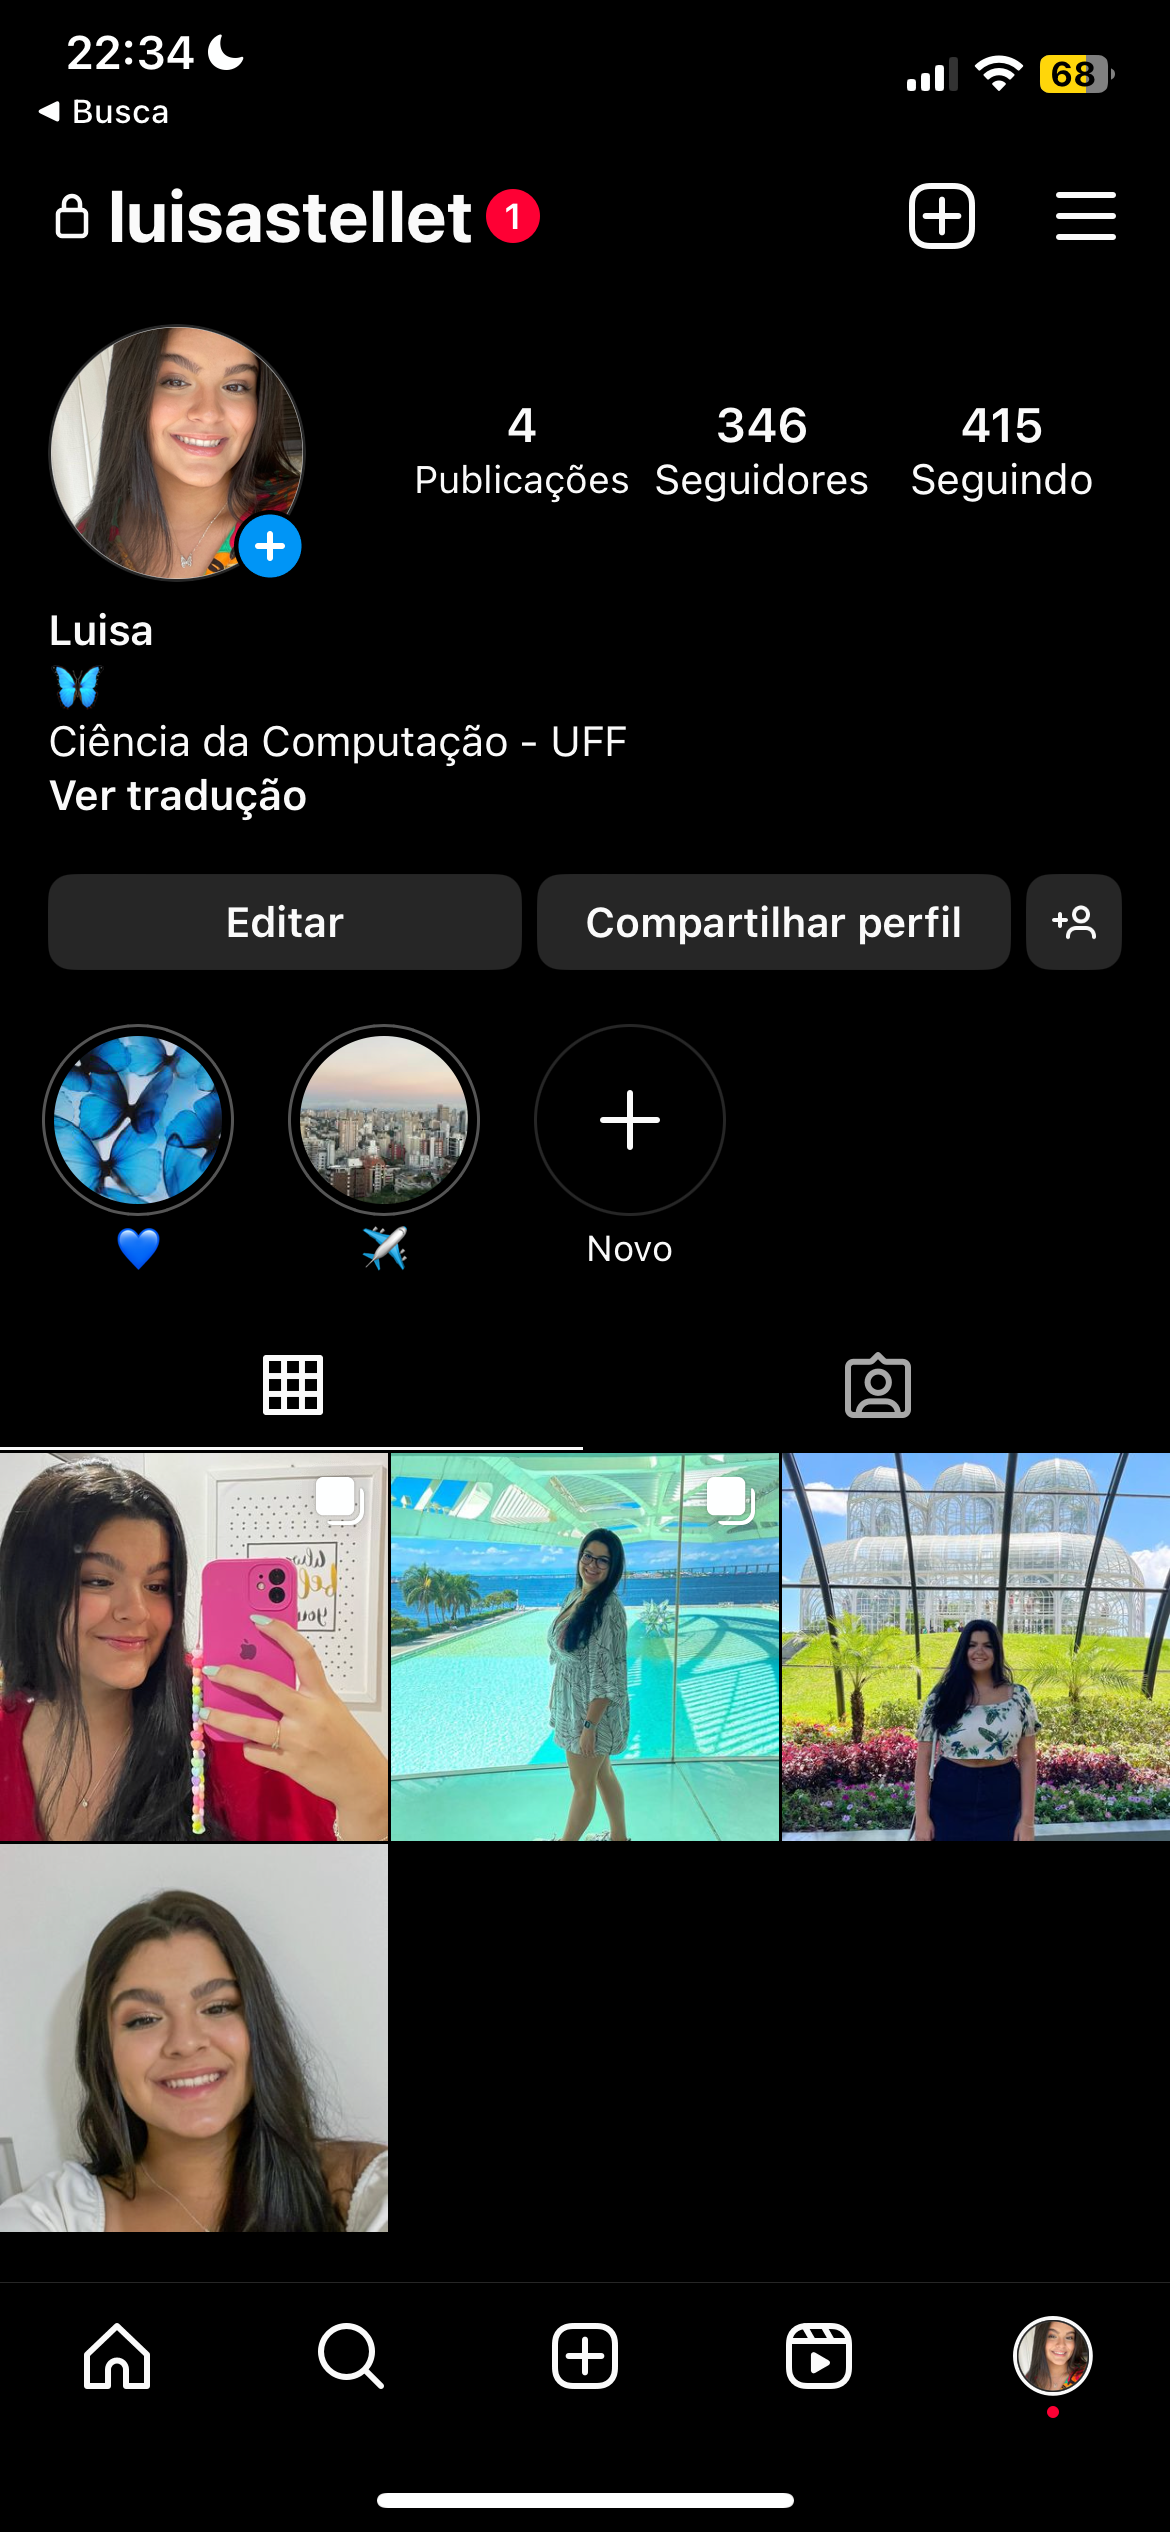 22:34
68
Busca
luisastellet 1
4 346 415
Publicações Seguidores Seguindo
Luisa
Ciência da Computação - UFF
Ver tradução
Editar Compartilhar perfil
Novo